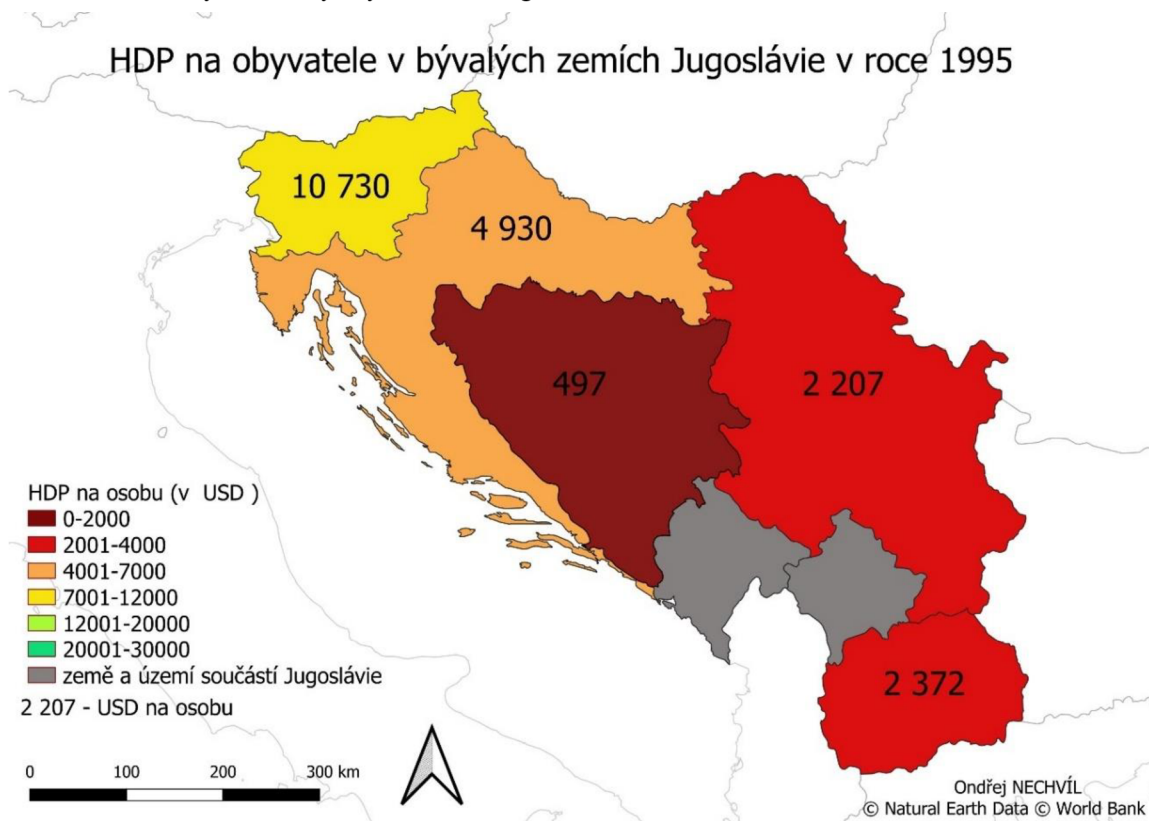 HDP na obyvatele v bývalých zemích Jugoslávie v roce 1995
10 730
4 930
497
2 207
2 372
HDP na osobu (v USD )
0-2000
2001-4000
4001-7000
7001-12000
12001-20000
20001-30000
země a území součástí Jugoslávie
2 207 - USD na osobu
0 100 200 300 km
Ondřej NECHVÍL
© Natural Earth Data © World Bank